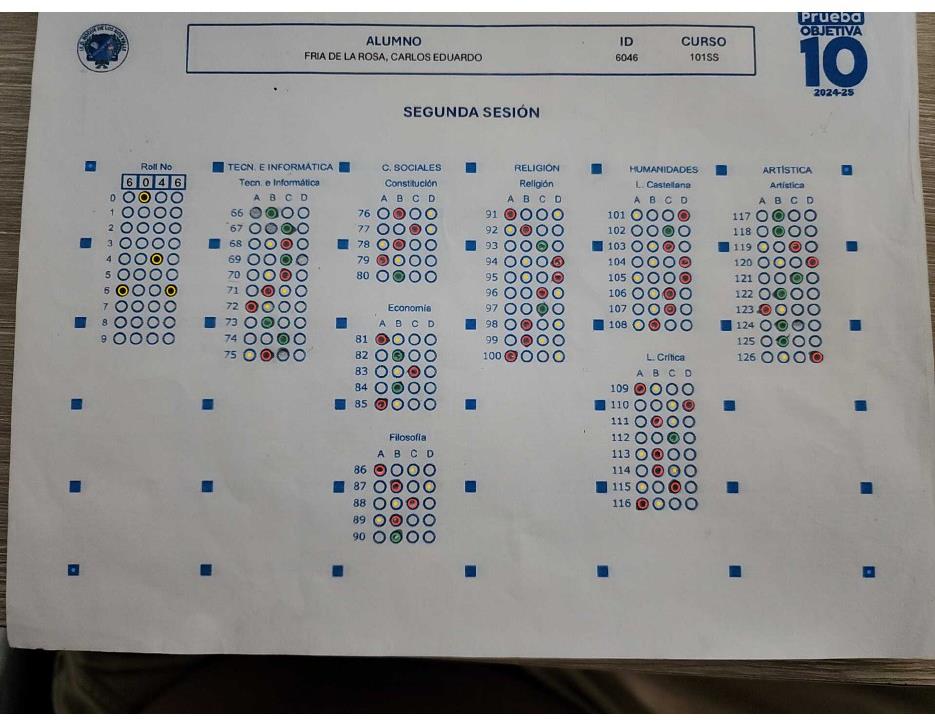 Prueba
OBJETIVA
10
2024-25
ALUMNO ID CURSO
FRIA DE LA ROSA, CARLOS EDUARDO 6046 101SS
SEGUNDA SESIÓN
Roll No
6 0 4 6
0
1
2
3
4
5
6
7
8
9
TECN. E INFORMÁTICA
Tecn. e Informática
A B C D
66
67
68
69
70
71
72
73
74
75
C. SOCIALES
Constitución
A B C D
76
77
78
79
80
Economía
A B C D
81
82
83
84
85
Filosofía
A B C D
86
87
88
89
90
RELIGIÓN
Religión
A B C D
91
92
93
94
95
96
97
98
99
100
HUMANIDADES
L. Castellana
A B C D
101
102
103
104
105
106
107
108
L. Crítica
A B C D
109
110
111
112
113
114
115
116
ARTÍSTICA
Artística
A B C D
117
118
119
120
121
122
123
124
125
126